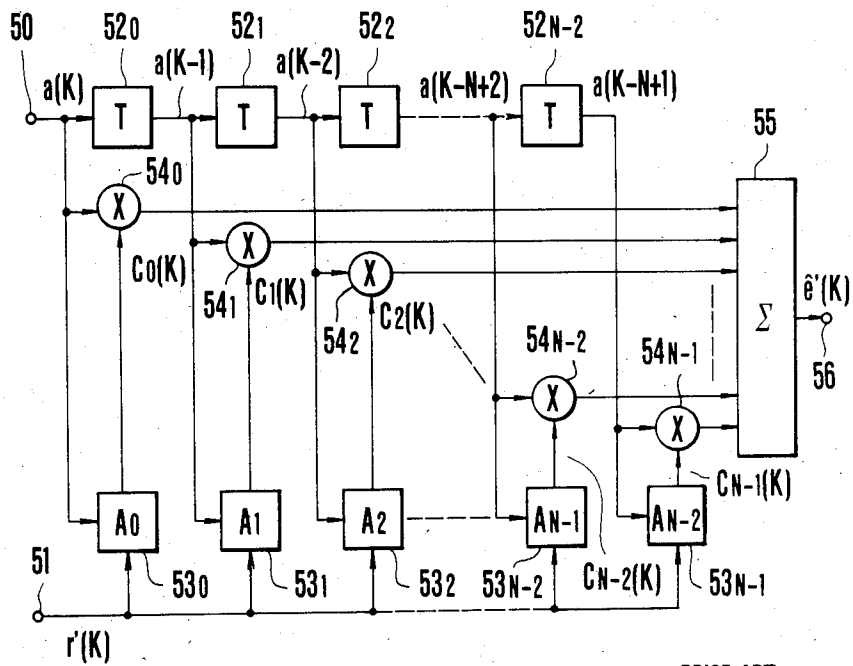 50
520
521
522
52N-2
a(K)
a(K-1)
a(K-2)
a(K-N+2)
a(K-N+1)
T
T
T
T
55
540
X
541
X
C0(K)
C1(K)
542
X
C2(K)
54N-2
X
54N-1
X
Σ
ê'(K)
56
CN-1(K)
A0
A1
A2
AN-1
AN-2
51
530
531
532
53N-2
CN-2(K)
53N-1
r'(K)